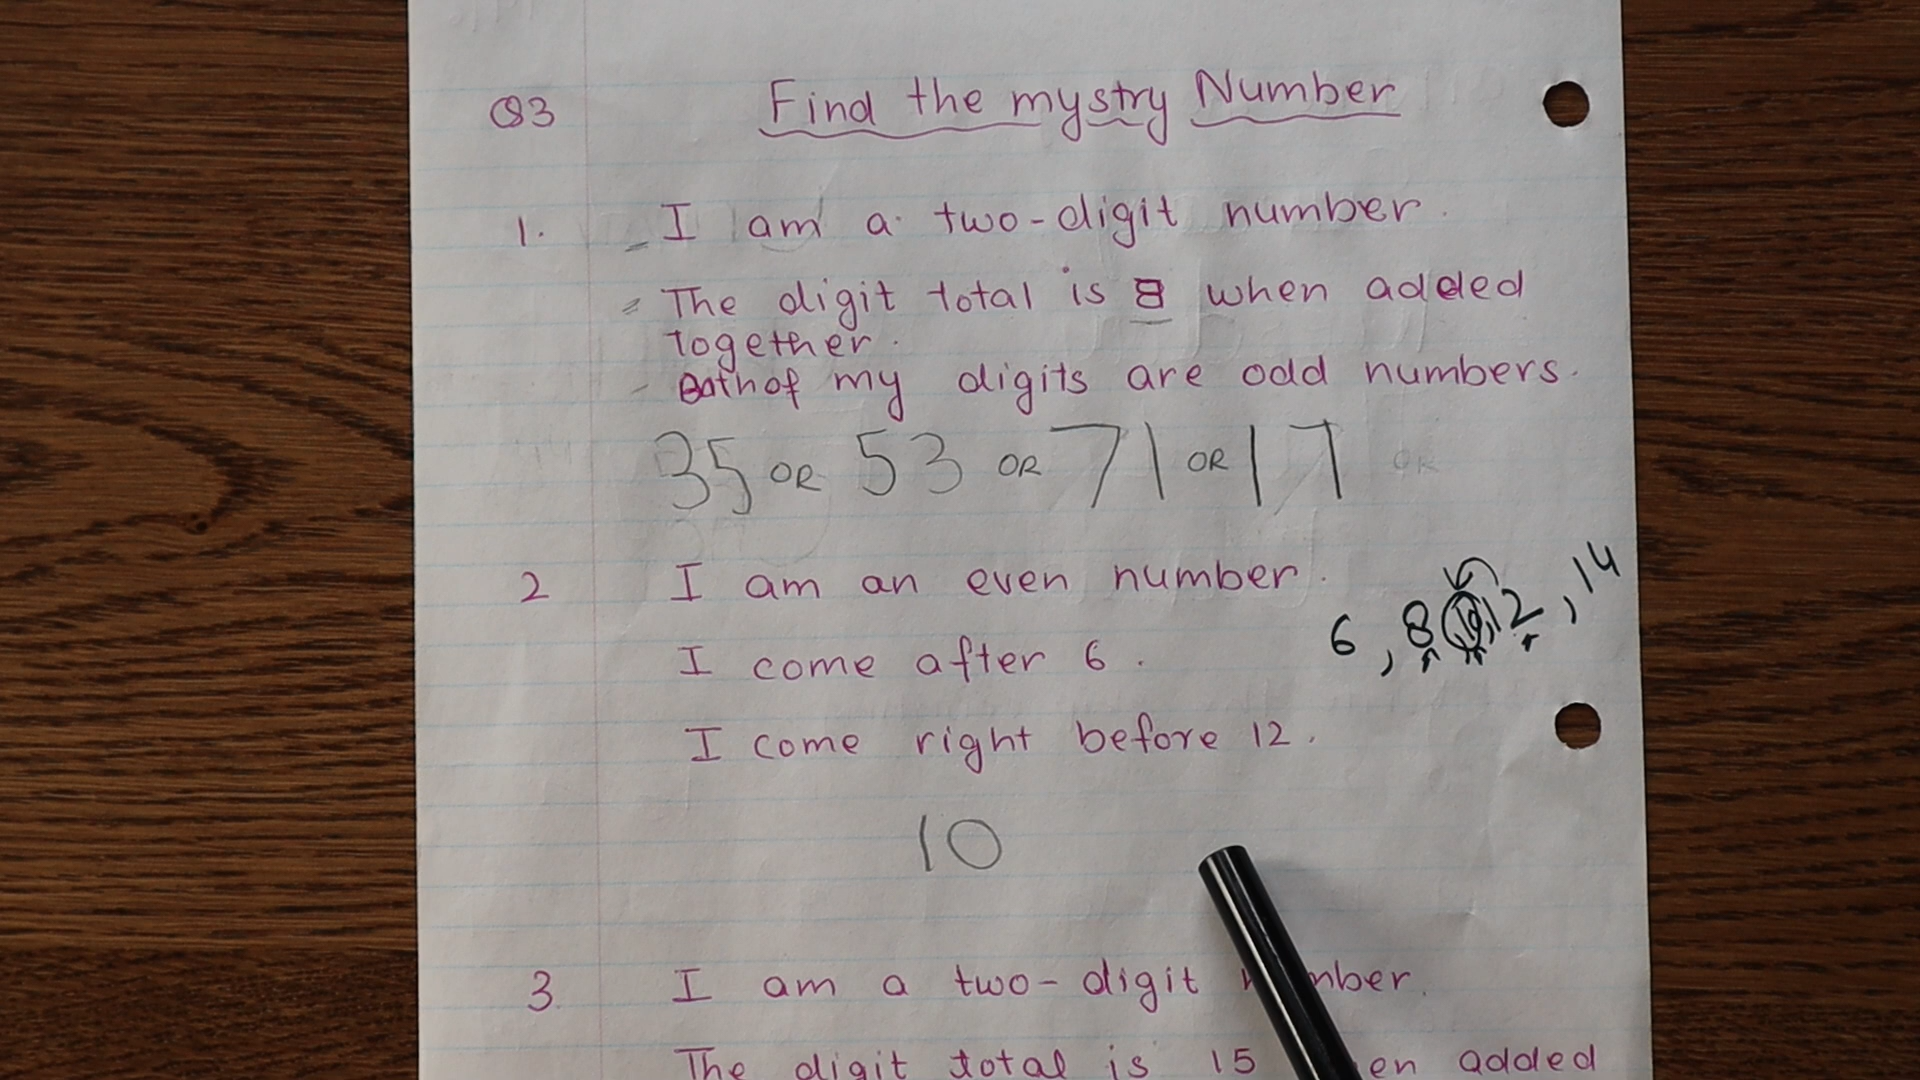 Q3 Find the mystry Number
1. - I am a two-digit number.
= The digit total is 8 when added
together.
- Both of my digits are odd numbers.
35 OR 53 OR 71 OR 17 OR
2 I am an even number.
6, 8, 10, 12, 14
I come after 6.
I come right before 12.
10
3. I am a two-digit
The digit total is 15 added